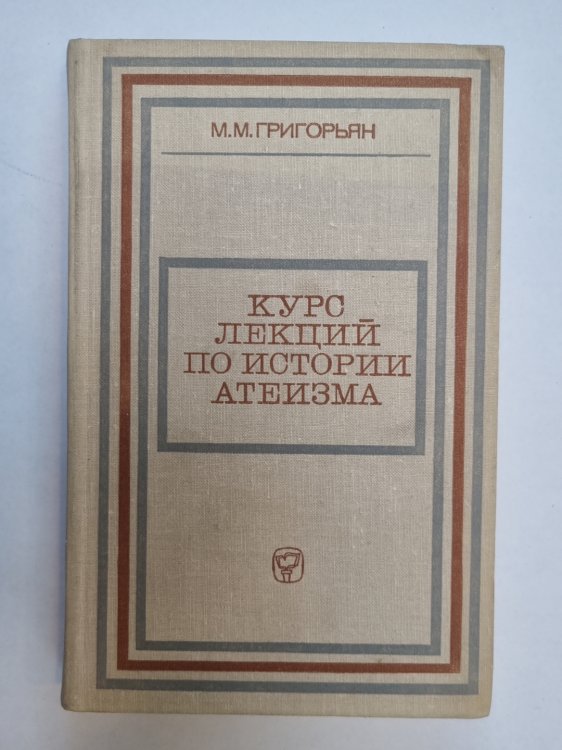 М.М.ГРИГОРЬЯН
КУРС
ЛЕКЦИЙ
ПО ИСТОРИИ
АТЕИЗМА